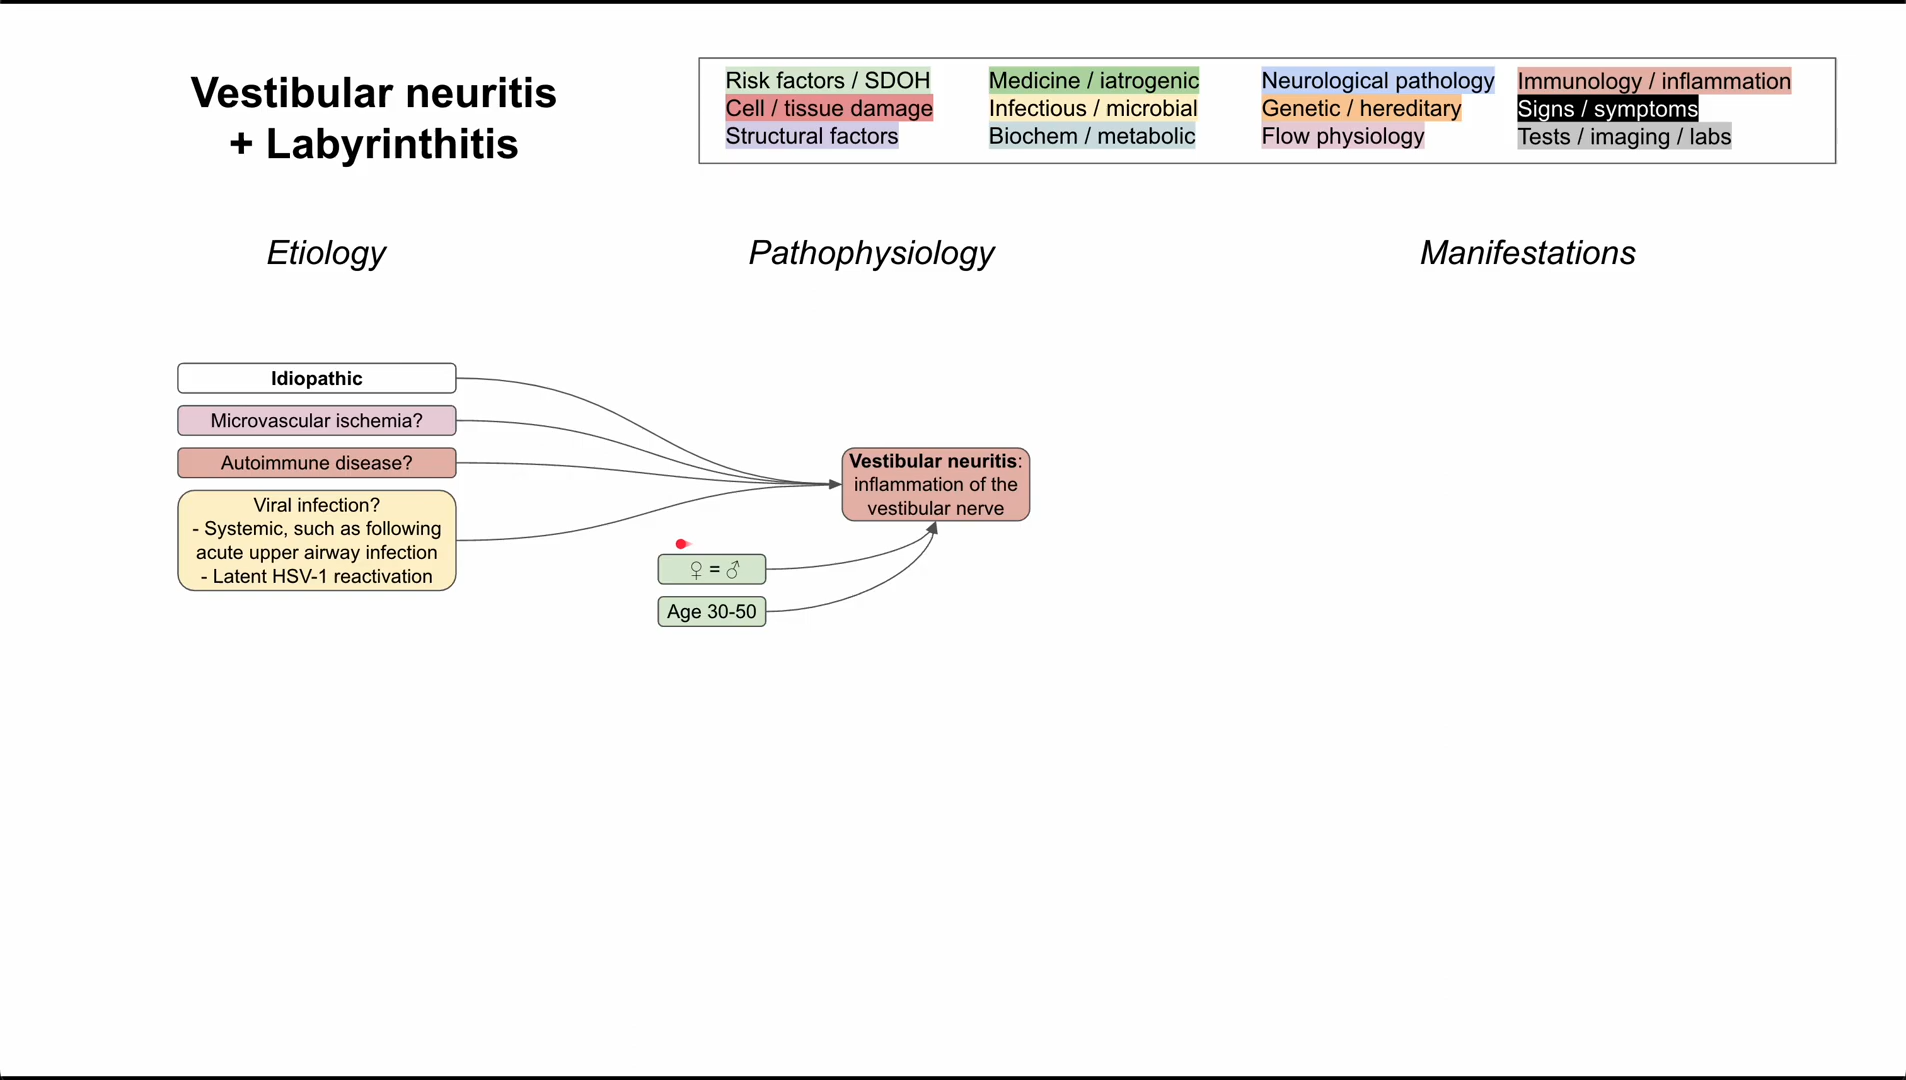 Vestibular neuritis
+ Labyrinthitis
Risk factors / SDOH
Cell / tissue damage
Structural factors
Medicine / iatrogenic
Infectious / microbial
Biochem / metabolic
Neurological pathology
Genetic / hereditary
Flow physiology
Immunology / inflammation
Signs / symptoms
Tests / imaging / labs
Etiology
Pathophysiology
Manifestations
Idiopathic
Microvascular ischemia?
Autoimmune disease?
Viral infection?
- Systemic, such as following
acute upper airway infection
- Latent HSV-1 reactivation
Vestibular neuritis:
inflammation of the
vestibular nerve
♀ = ♂
Age 30-50